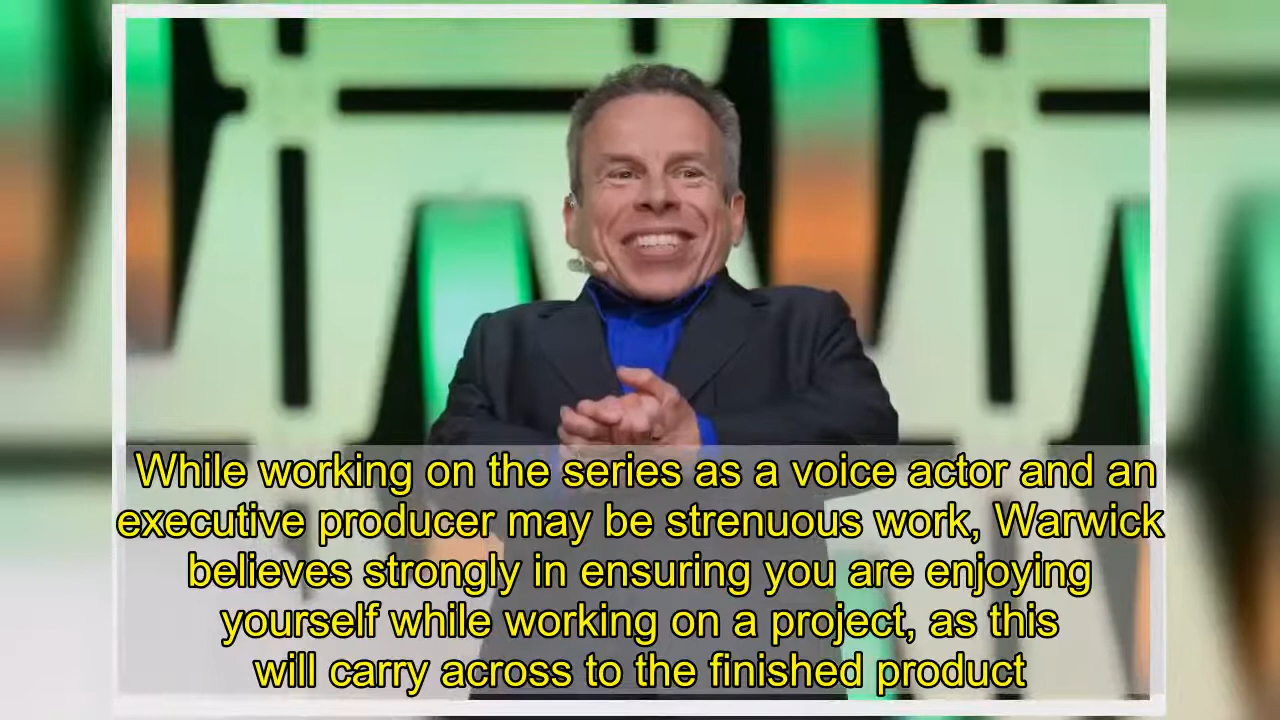 While working on the series as a voice actor and an
executive producer may be strenuous work, Warwick
believes strongly in ensuring you are enjoying
yourself while working on a project, as this
will carry across to the finished product